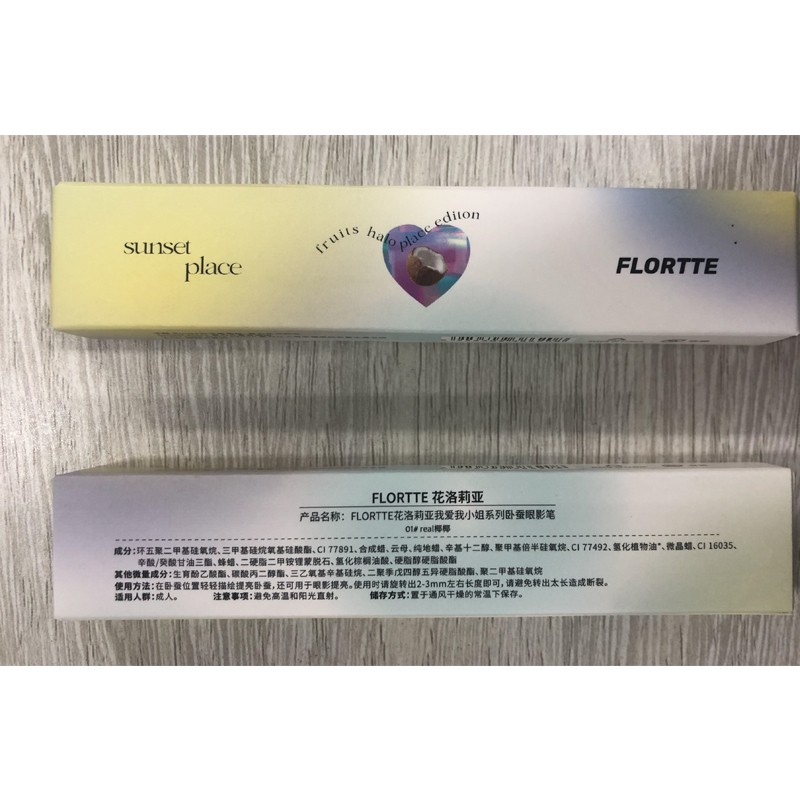 sunset
place
fruits halo place editon
FLORTTE
FLORTTE 花洛莉亚
产品名称：FLORTTE花洛莉亚我爱我小姐系列卧蚕眼影笔
01# real椰椰
成分：环五聚二甲基硅氧烷、三甲基硅烷氧基硅酸酯、CI 77891、合成蜡、云母、纯地蜡、辛基十二醇、聚甲基倍半硅氧烷、CI 77492、氢化植物油*、微晶蜡、CI 16035、
辛酸/癸酸甘油三酯、蜂蜡、二硬脂二甲铵锂蒙脱石、氢化棕榈油酸、硬脂醇硬脂酸酯
其他微量成分：生育酚乙酸酯、碳酸丙二醇酯、三乙氧基辛基硅烷、二聚季戊四醇五异硬脂酸酯、聚二甲基硅氧烷
使用方法：在卧蚕位置轻轻描绘提亮卧蚕，还可用于眼影提亮。使用时请旋转出2-3mm左右长度即可，请避免转出太长造成断裂。
适用人群：成人。 注意事项：避免高温和阳光直射。 储存方式：置于通风干燥的常温下保存。